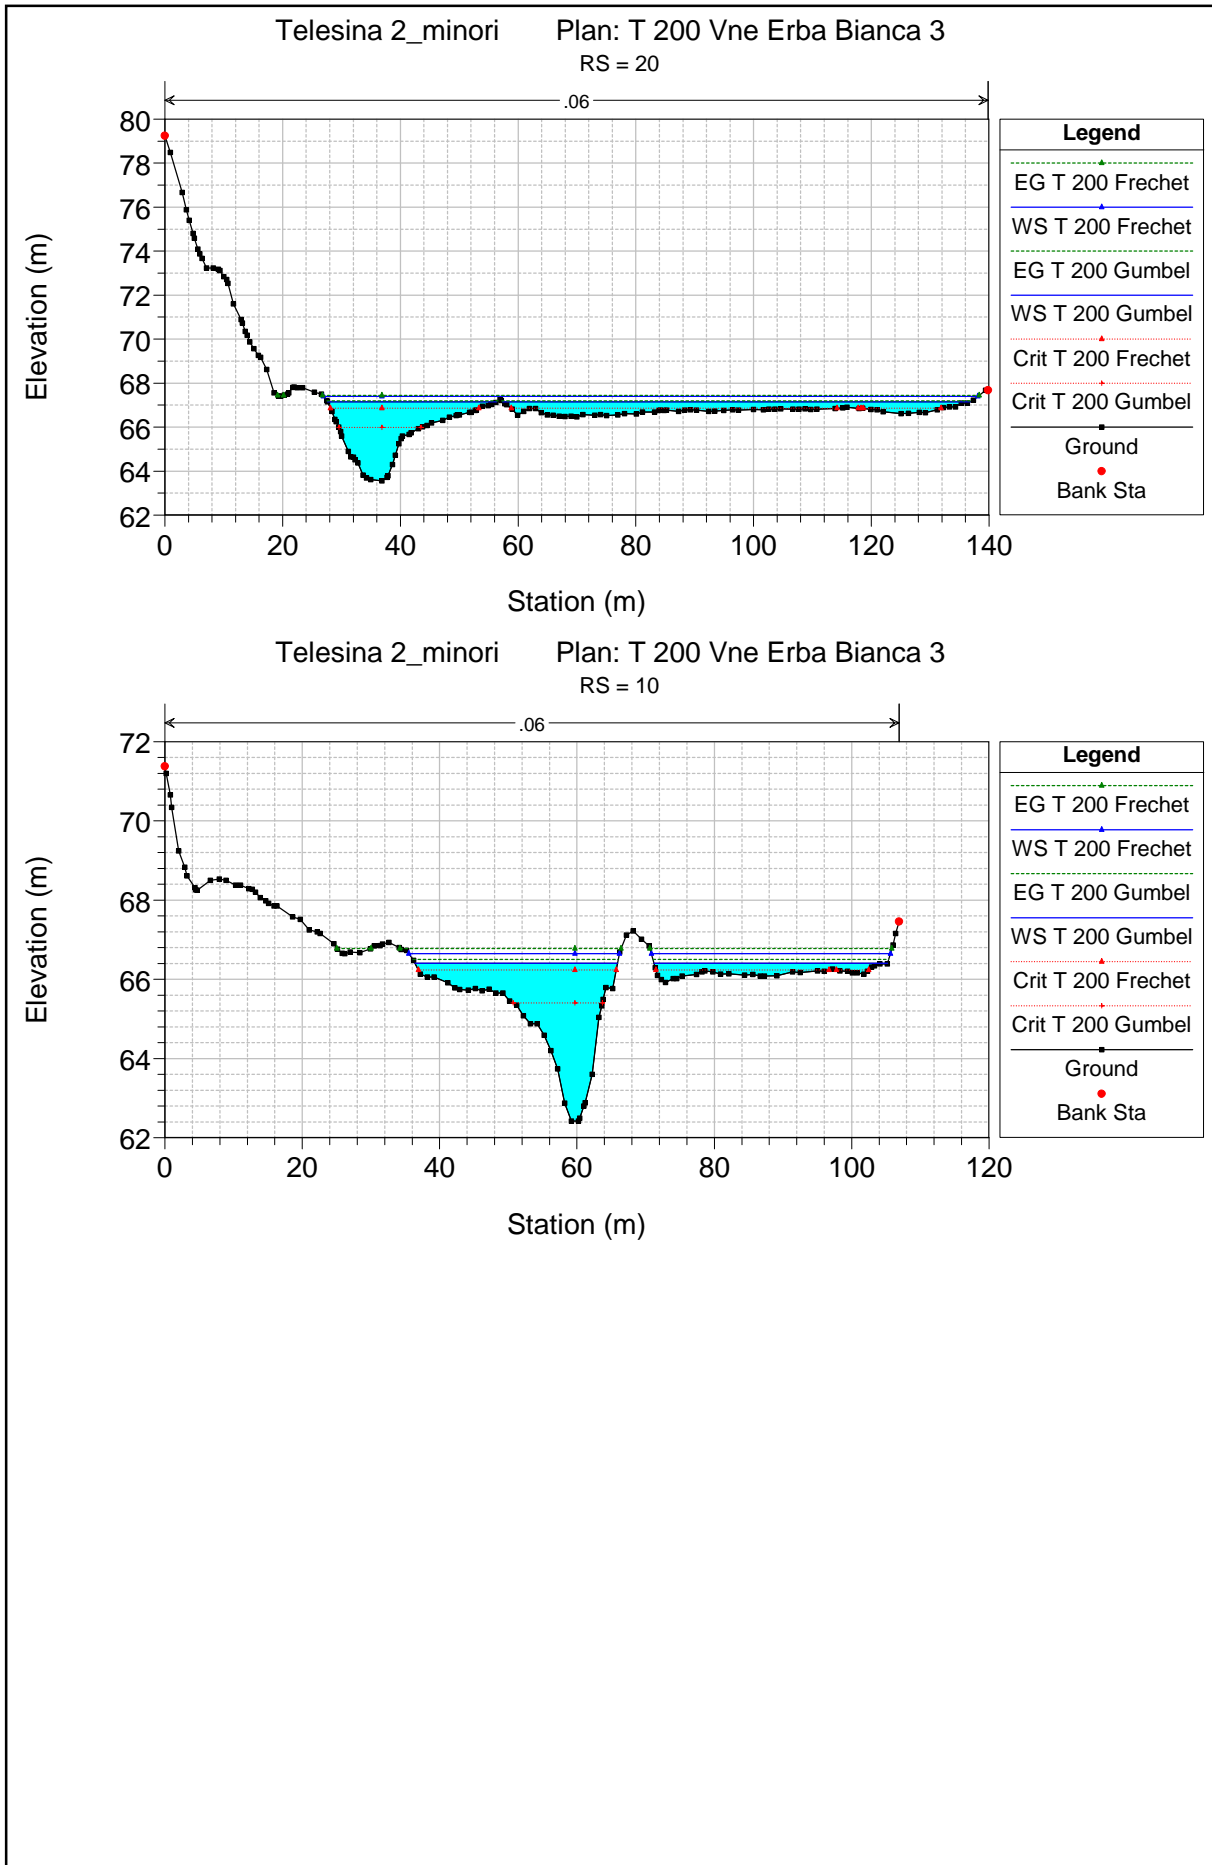 Telesina 2_minori Plan: T 200 Vne Erba Bianca 3
RS = 20
.06
Elevation (m)
80
78
76
74
72
70
68
66
64
62
0 20 40 60 80 100 120 140
Station (m)
Legend
EG T 200 Frechet
WS T 200 Frechet
EG T 200 Gumbel
WS T 200 Gumbel
Crit T 200 Frechet
Crit T 200 Gumbel
Ground
Bank Sta
Telesina 2_minori Plan: T 200 Vne Erba Bianca 3
RS = 10
.06
Elevation (m)
72
70
68
66
64
62
0 20 40 60 80 100 120
Station (m)
Legend
EG T 200 Frechet
WS T 200 Frechet
EG T 200 Gumbel
WS T 200 Gumbel
Crit T 200 Frechet
Crit T 200 Gumbel
Ground
Bank Sta